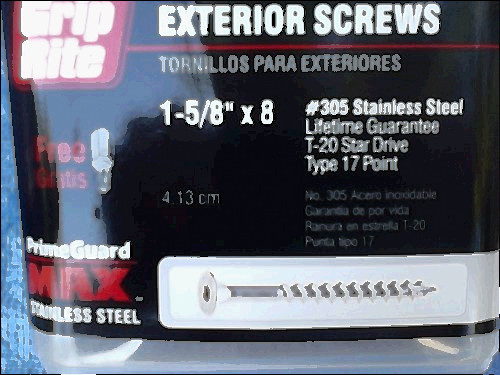 Grip
Rite
EXTERIOR SCREWS
TORNILLOS PARA EXTERIORES
1-5/8" x 8
#305 Stainless Steel
Lifetime Guarantee
T-20 Star Drive
Type 17 Point
Free
Gratis
4.13 cm
No. 305 Acero inoxidable
Garantía de por vida
Ranura en estrella T-20
Punta tipo 17
PrimeGuard
MAX™
STAINLESS STEEL